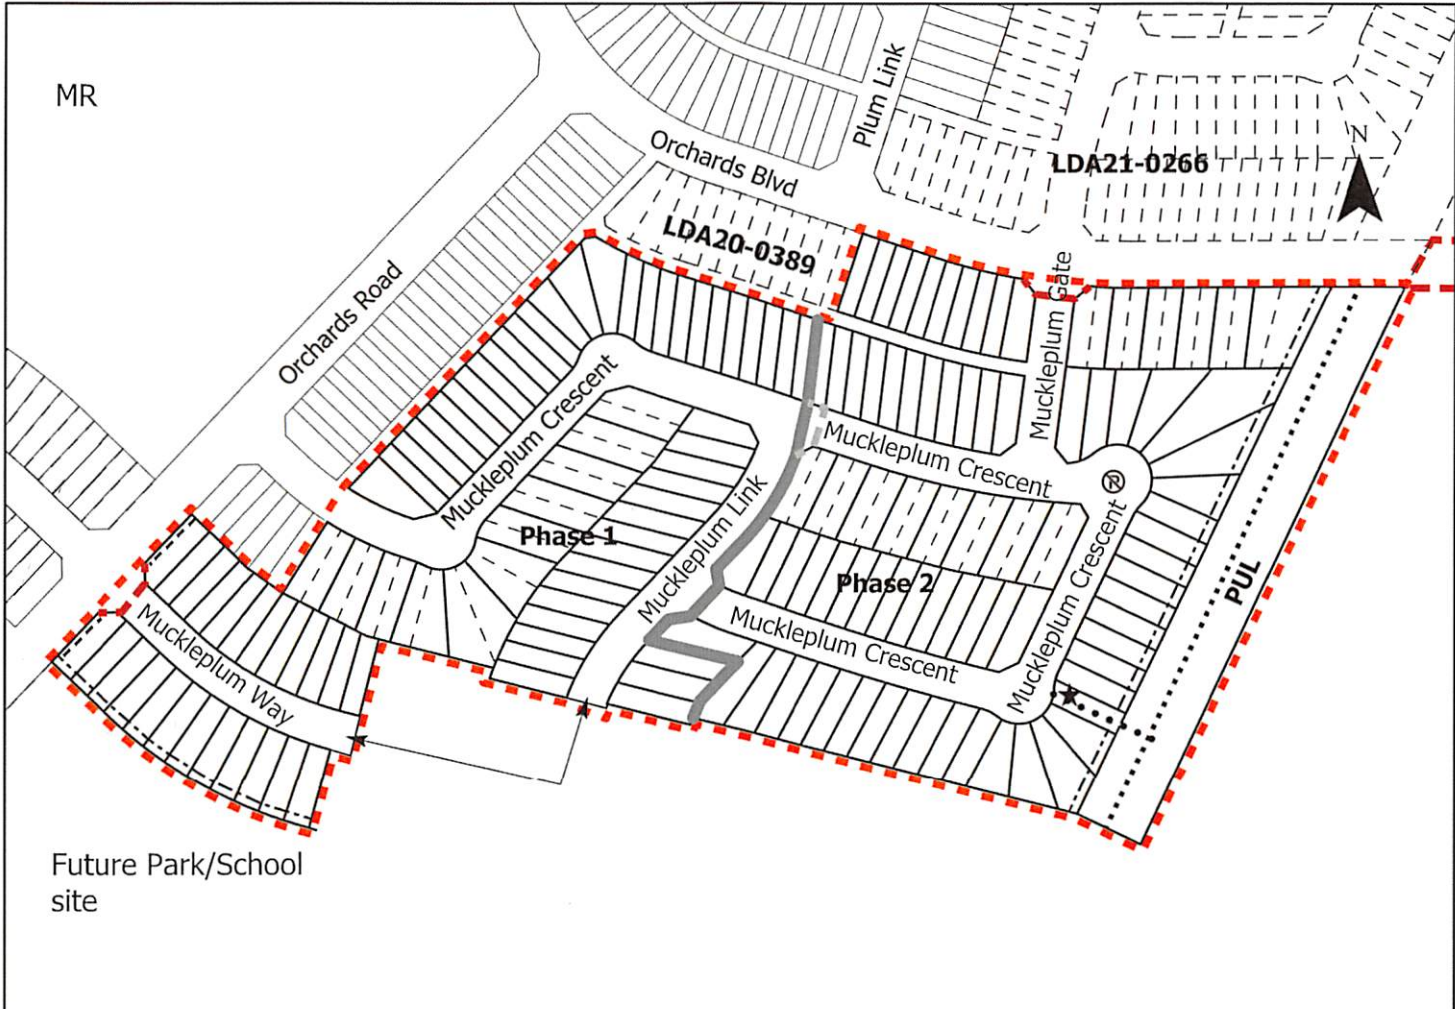 MR
Plum Link
Orchards Blvd
N
LDA21-0266
LDA20-0389
Orchards Road
Muckleplum Gate
Muckleplum Crescent
Muckleplum Crescent
R
Phase 1
Muckleplum Link
Phase 2
Muckleplum Crescent
PUL
Muckleplum Way
Muckleplum Crescent
Future Park/School
site